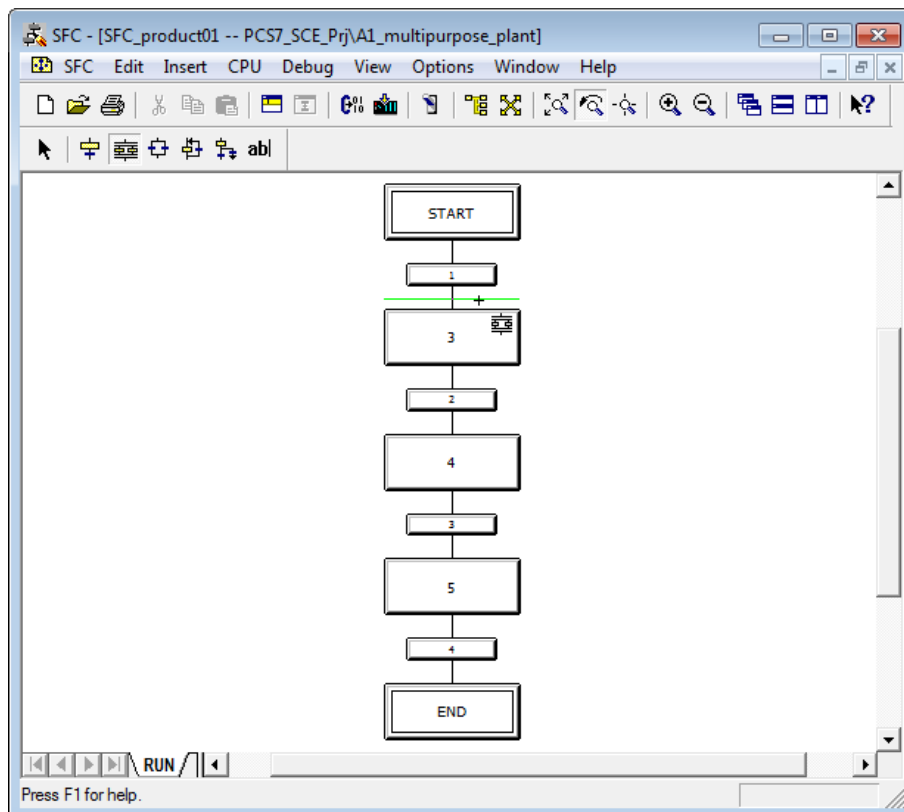 SFC - [SFC_product01 -- PCS7_SCE_Prj\A1_multipurpose_plant]
SFC Edit Insert CPU Debug View Options Window Help
ab|
START
1
3
2
4
3
5
4
END
RUN
Press F1 for help.